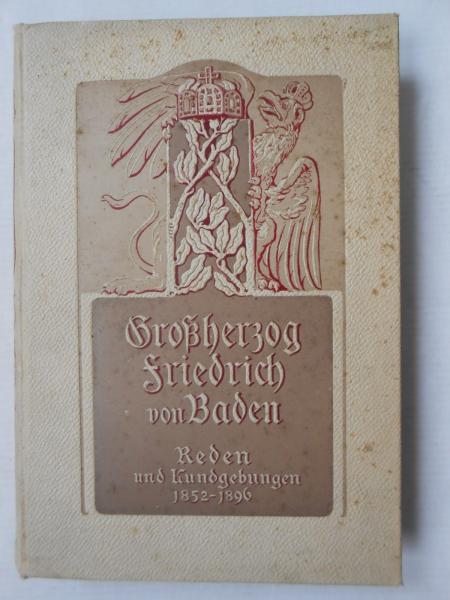 Großherzog
Friedrich
von Baden
Reden
und Kundgebungen
1852-1896